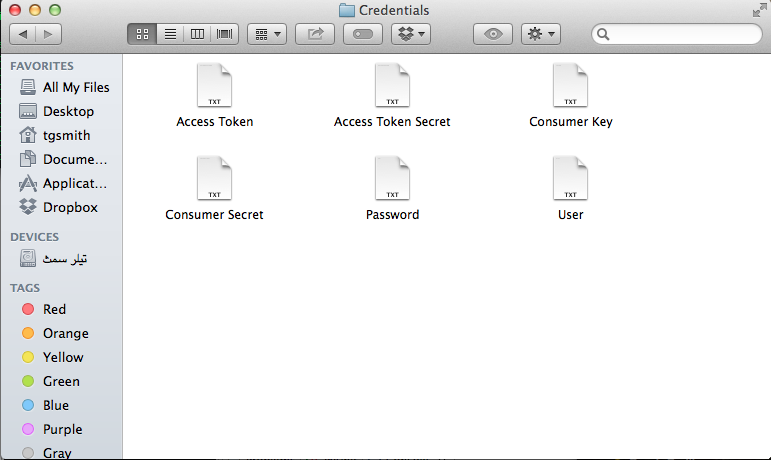 Credentials
FAVORITES
All My Files
Desktop
tgsmith
Docume...
Applicat...
Dropbox
DEVICES
تیلر سمٹ
TAGS
Red
Orange
Yellow
Green
Blue
Purple
Gray
TXT
TXT
TXT
Access Token
Access Token Secret
Consumer Key
TXT
TXT
TXT
Consumer Secret
Password
User